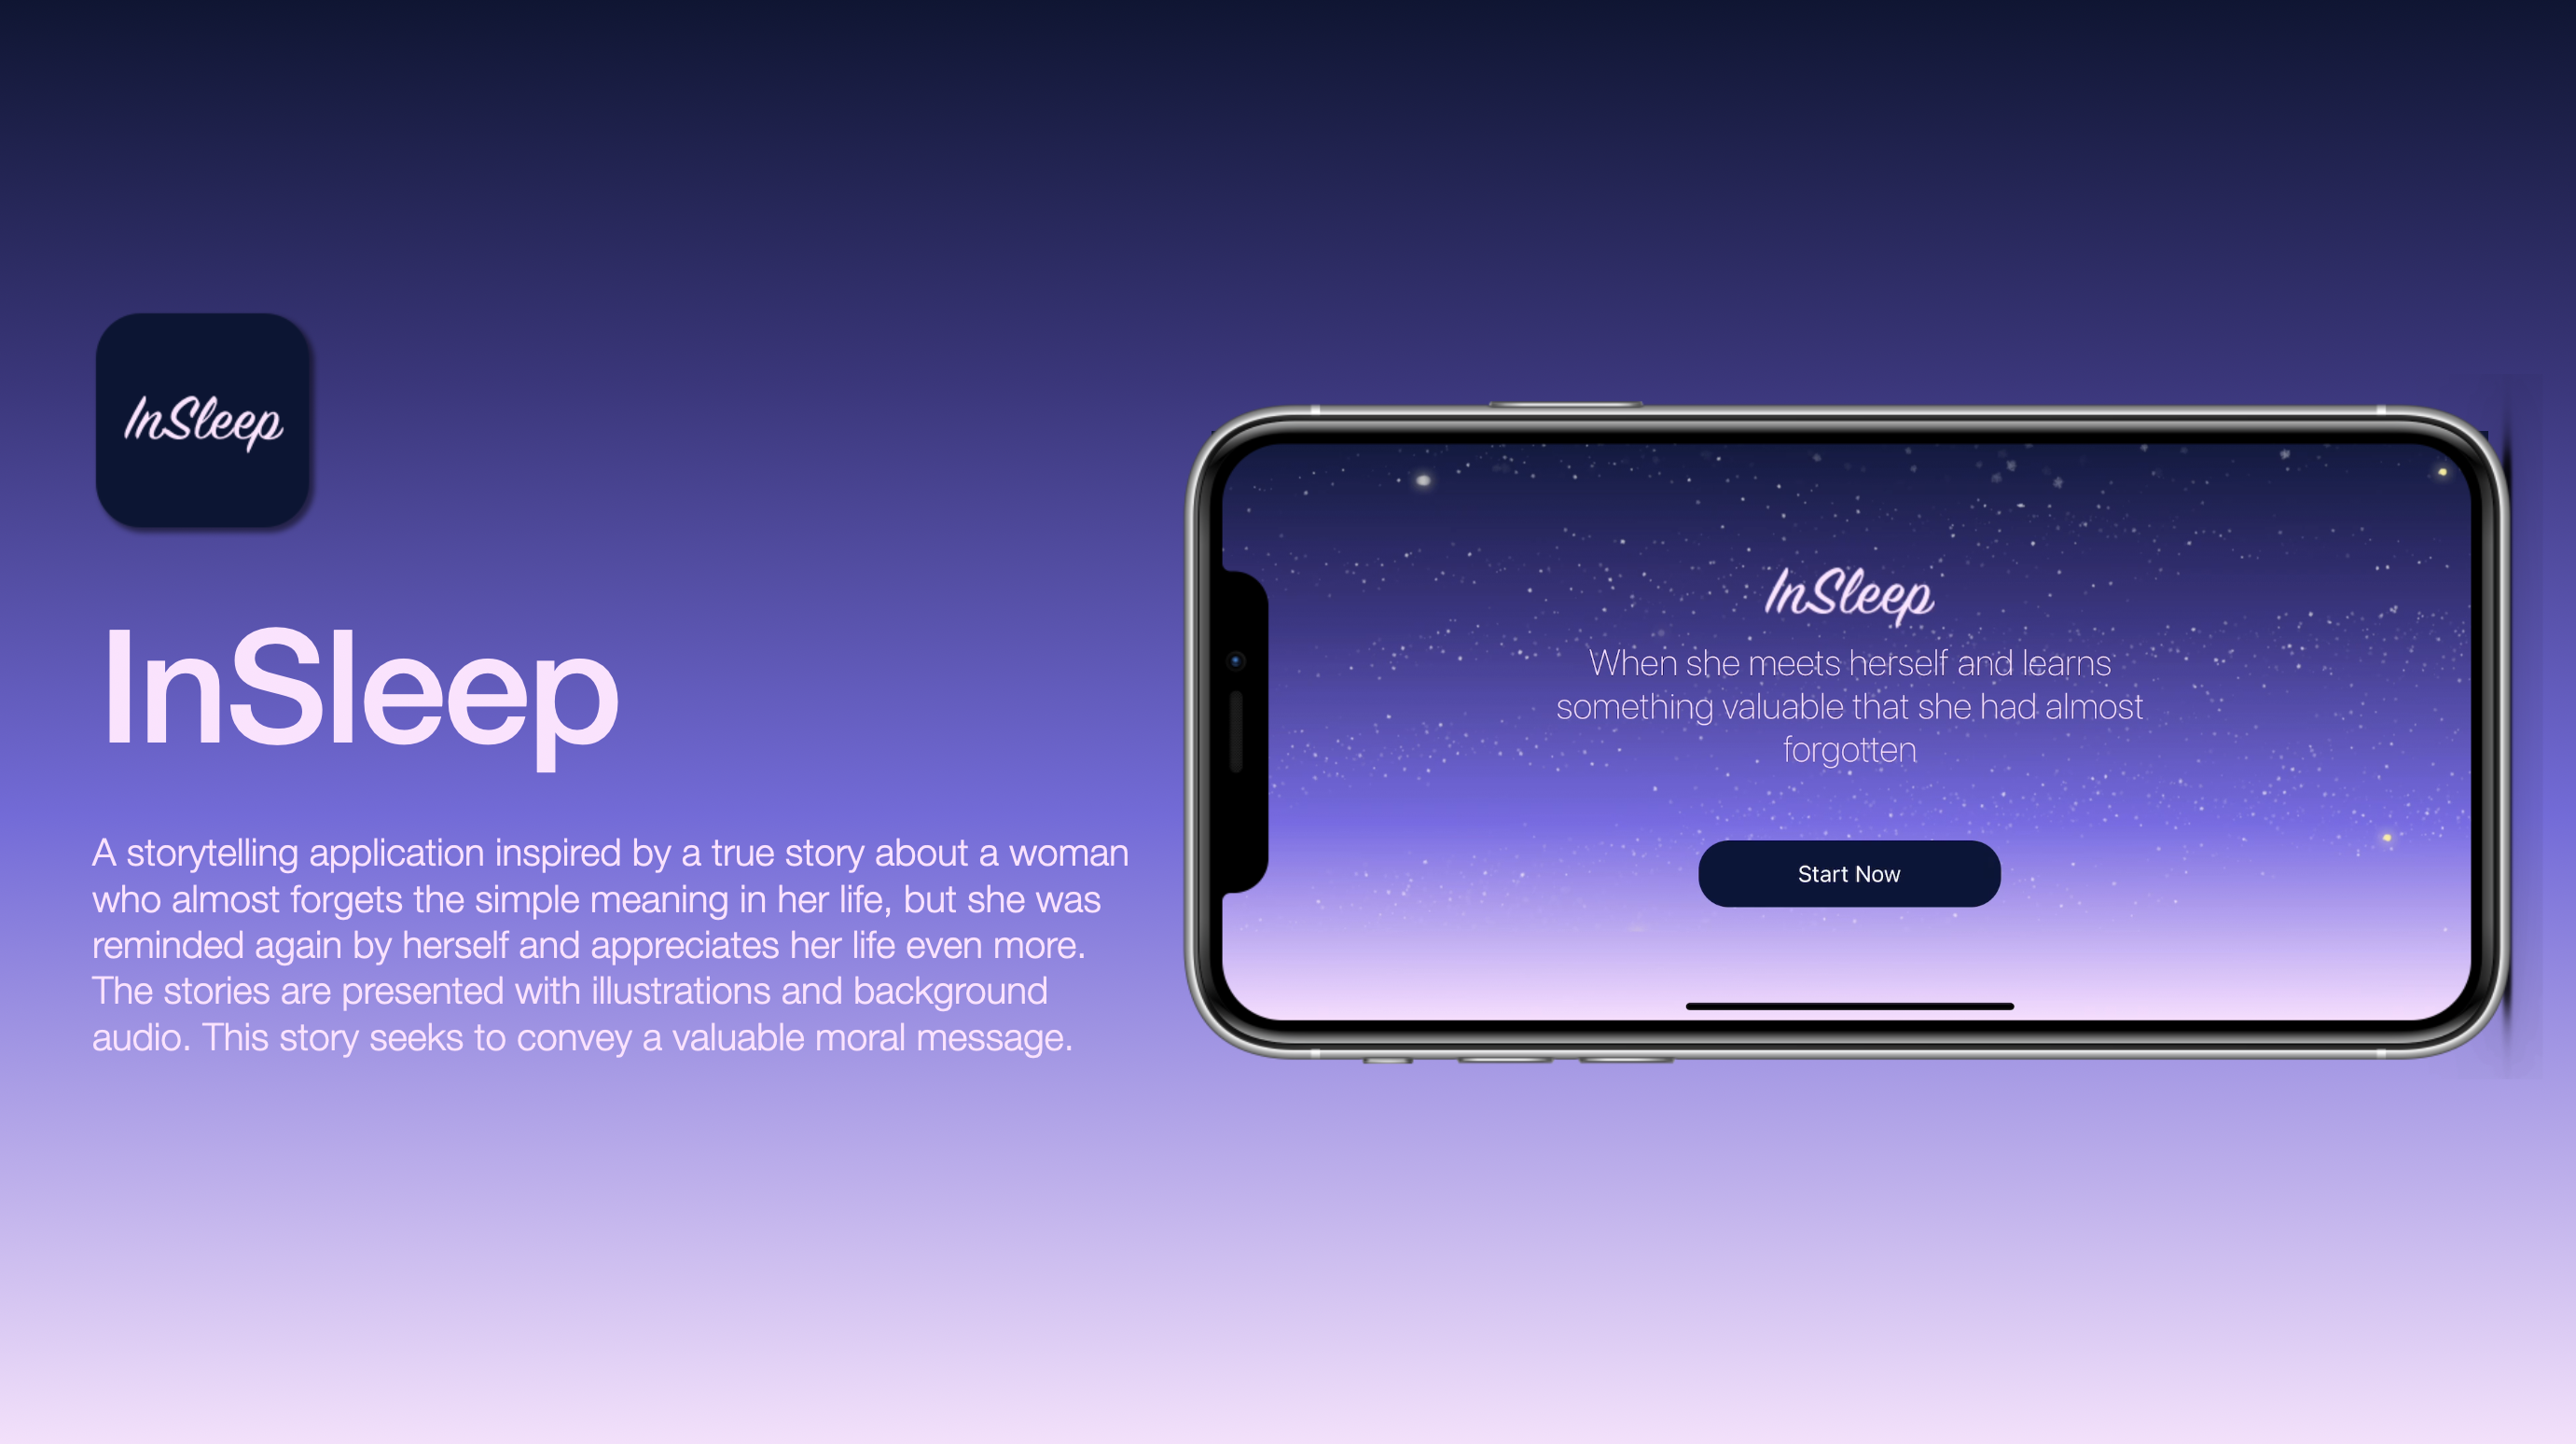 InSleep
InSleep
A storytelling application inspired by a true story about a woman
who almost forgets the simple meaning in her life, but she was
reminded again by herself and appreciates her life even more.
The stories are presented with illustrations and background
audio. This story seeks to convey a valuable moral message.
InSleep
When she meets herself and learns
something valuable that she had almost
forgotten
Start Now